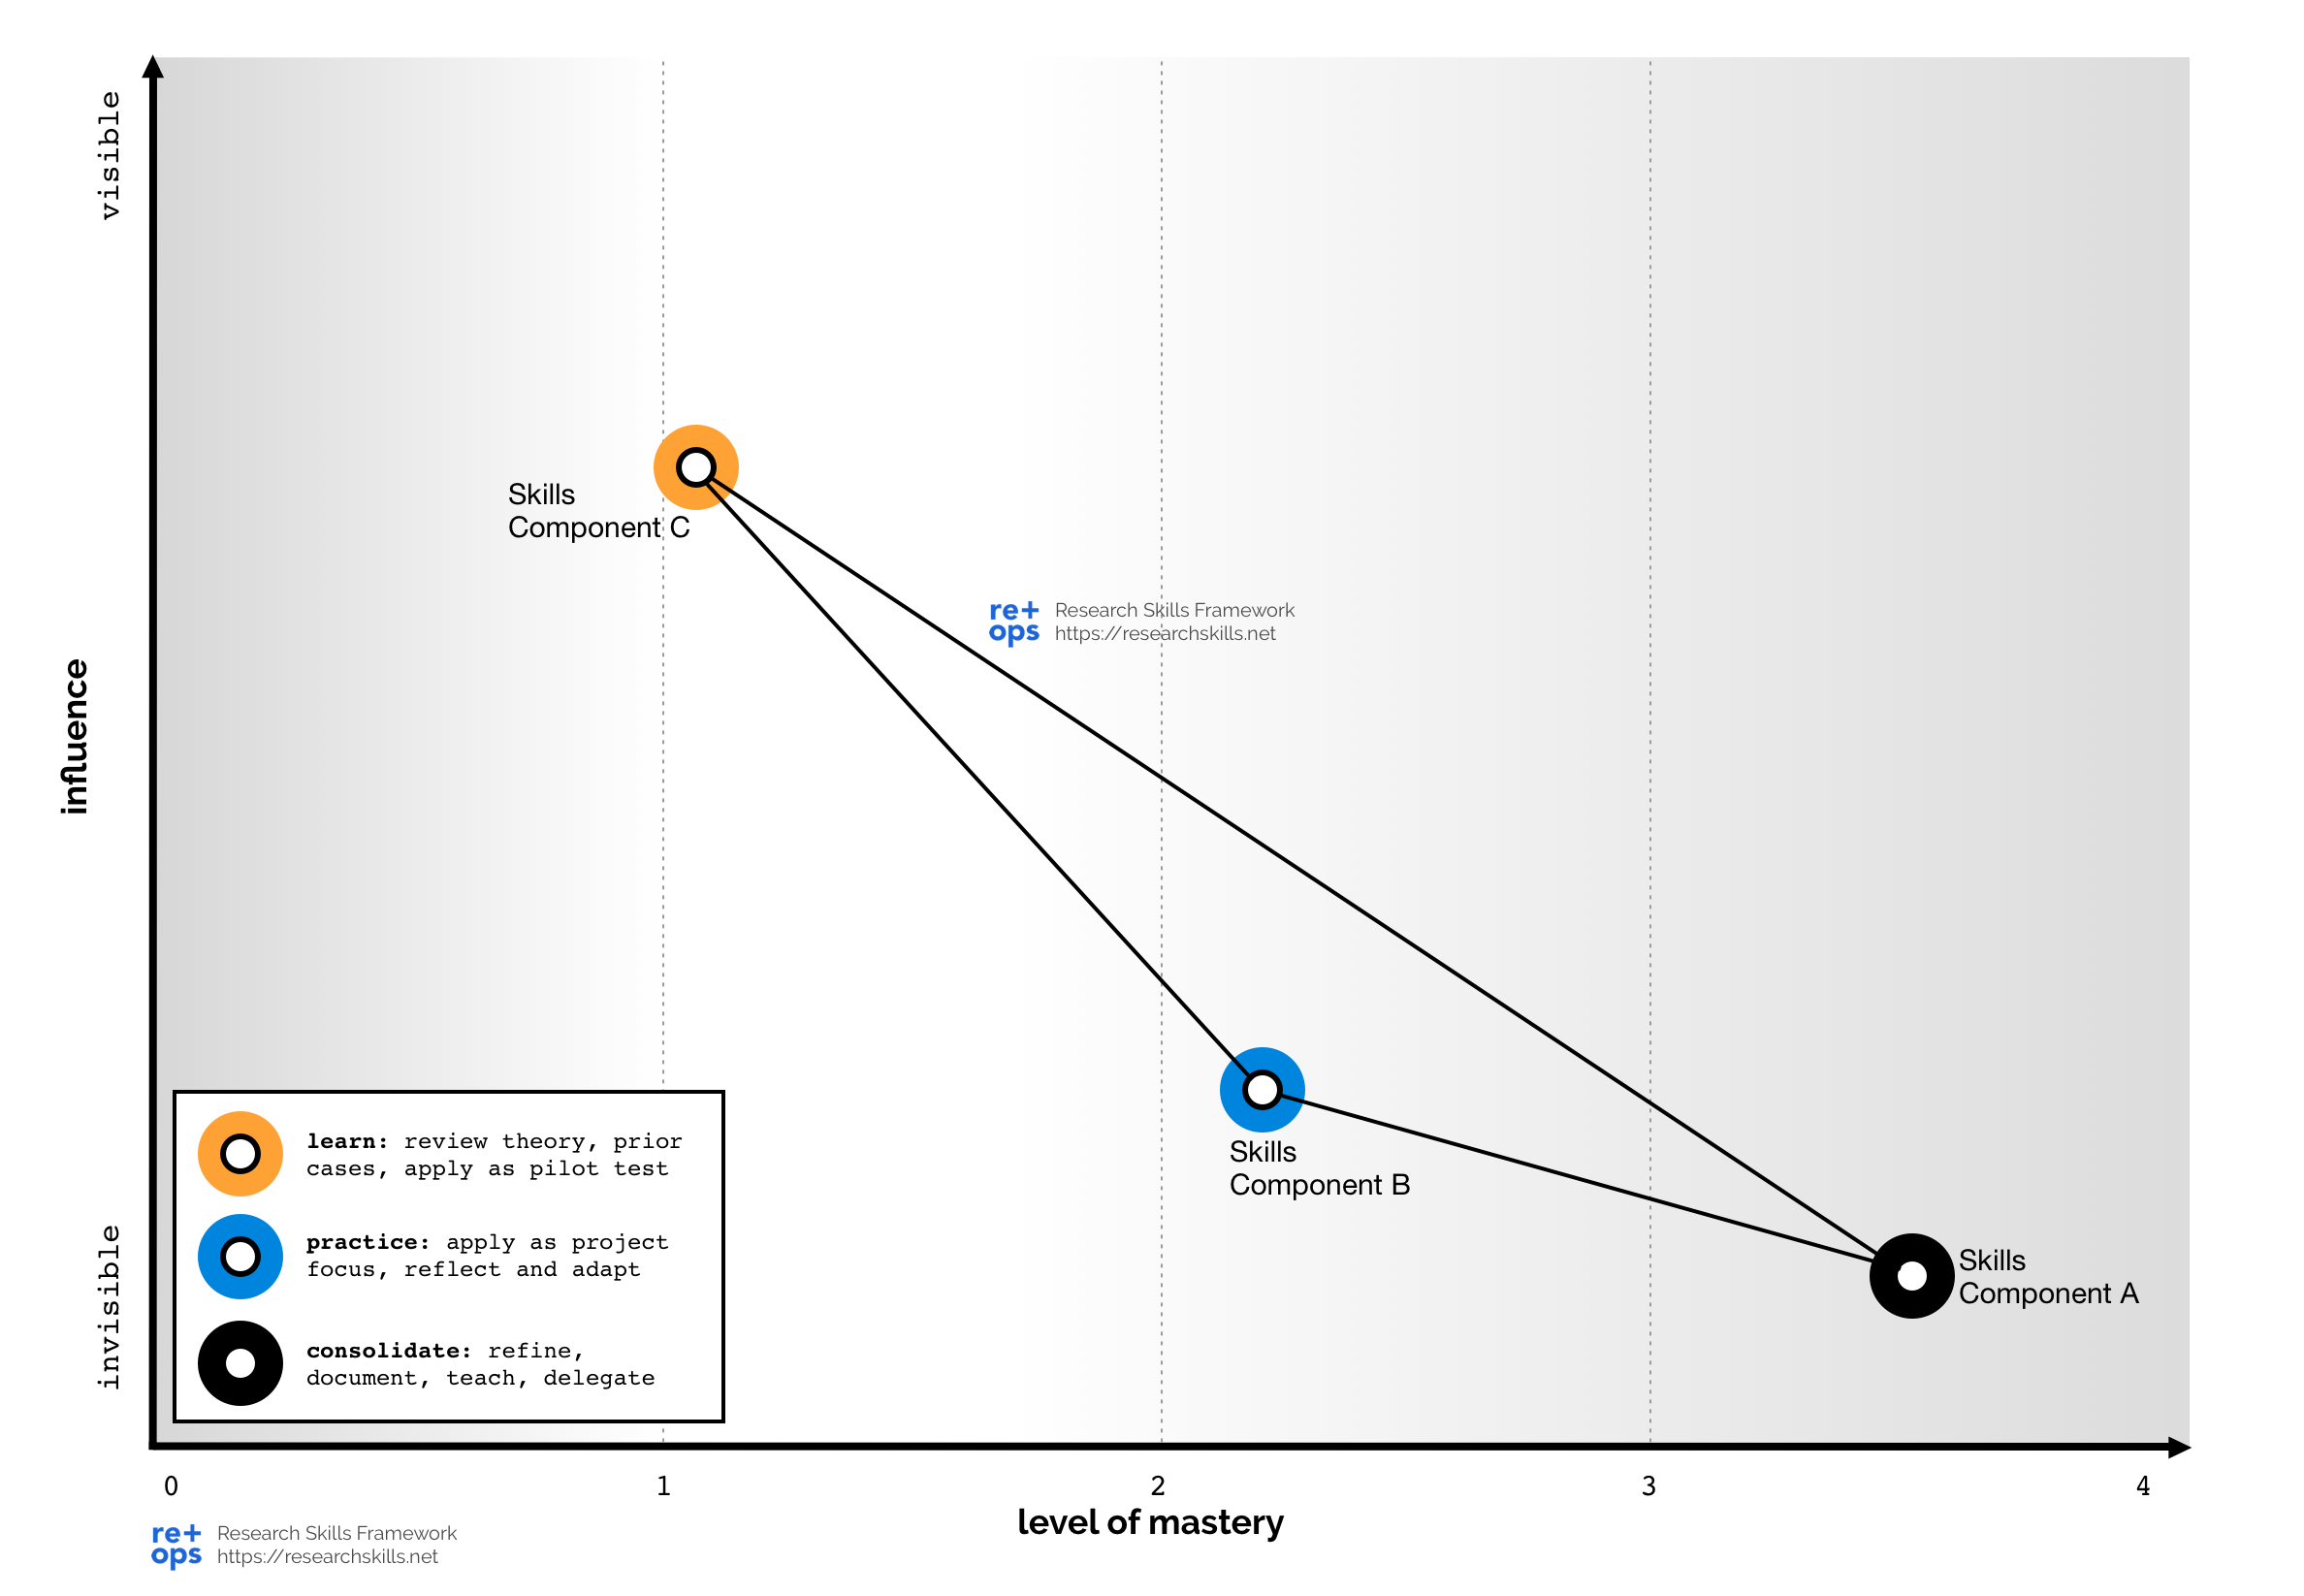 visible
influence
invisible
Skills
Component C
re+
ops
Research Skills Framework
https://researchskills.net
Skills
Component B
Skills
Component A
learn: review theory, prior
cases, apply as pilot test
practice: apply as project
focus, reflect and adapt
consolidate: refine,
document, teach, delegate
0 1 2 3 4
level of mastery
re+
ops
Research Skills Framework
https://researchskills.net